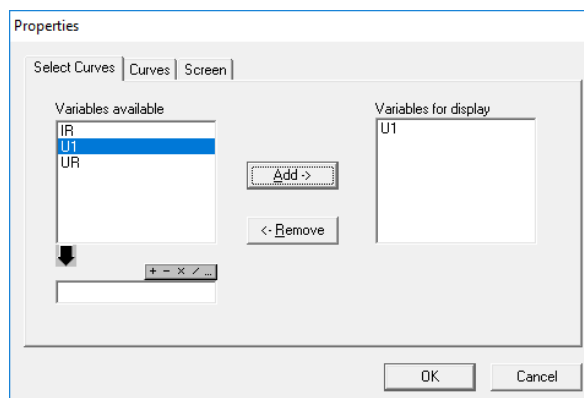 Properties
Select Curves Curves Screen
Variables available
IR
U1
UR
Add ->
<- Remove
+ - × / ...
Variables for display
U1
OK Cancel